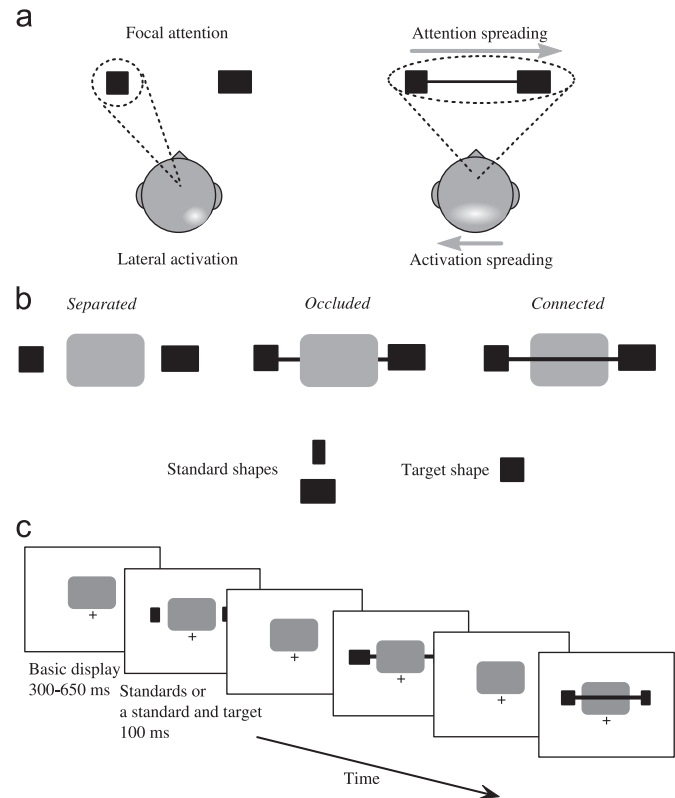 a
Focal attention
Attention spreading
Lateral activation
Activation spreading
b
Separated
Occluded
Connected
Standard shapes
Target shape
c
+
+
+
+
+
+
Basic display
300-650 ms
Standards or
a standard and target
100 ms
Time